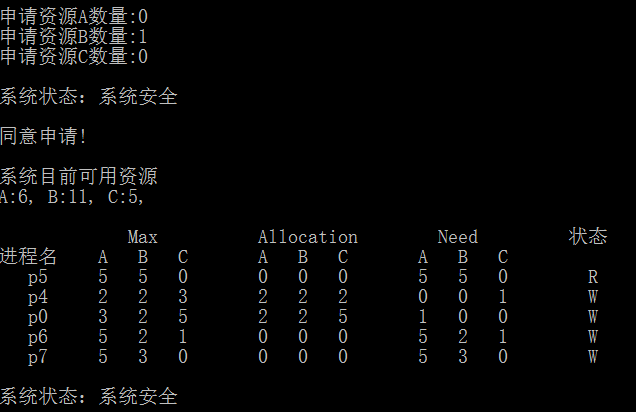 申请资源A数量:0
申请资源B数量:1
申请资源C数量:0
系统状态: 系统安全
同意申请!
系统目前可用资源
A:6, B:11, C:5,
Max Allocation Need 状态
进程名 A B C A B C A B C
p5 5 5 0 0 0 0 5 5 0 R
p4 2 2 3 2 2 2 0 0 1 W
p0 3 2 5 2 2 5 1 0 0 W
p6 5 2 1 0 0 0 5 2 1 W
p7 5 3 0 0 0 0 5 3 0 W
系统状态: 系统安全